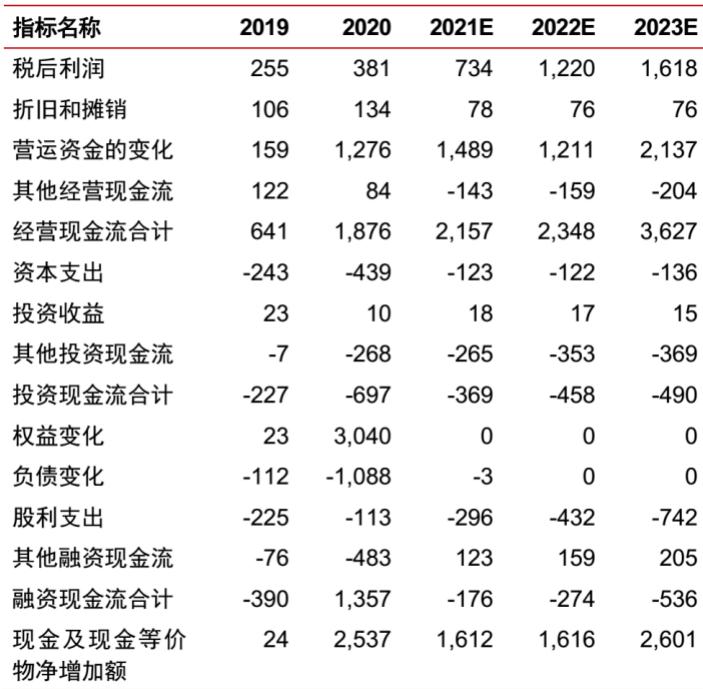 指标名称 2019 2020 2021E 2022E 2023E
税后利润 255 381 734 1,220 1,618
折旧和摊销 106 134 78 76 76
营运资金的变化 159 1,276 1,489 1,211 2,137
其他经营现金流 122 84 -143 -159 -204
经营现金流合计 641 1,876 2,157 2,348 3,627
资本支出 -243 -439 -123 -122 -136
投资收益 23 10 18 17 15
其他投资现金流 -7 -268 -265 -353 -369
投资现金流合计 -227 -697 -369 -458 -490
权益变化 23 3,040 0 0 0
负债变化 -112 -1,088 -3 0 0
股利支出 -225 -113 -296 -432 -742
其他融资现金流 -76 -483 123 159 205
融资现金流合计 -390 1,357 -176 -274 -536
现金及现金等价 24 2,537 1,612 1,616 2,601
物净增加额